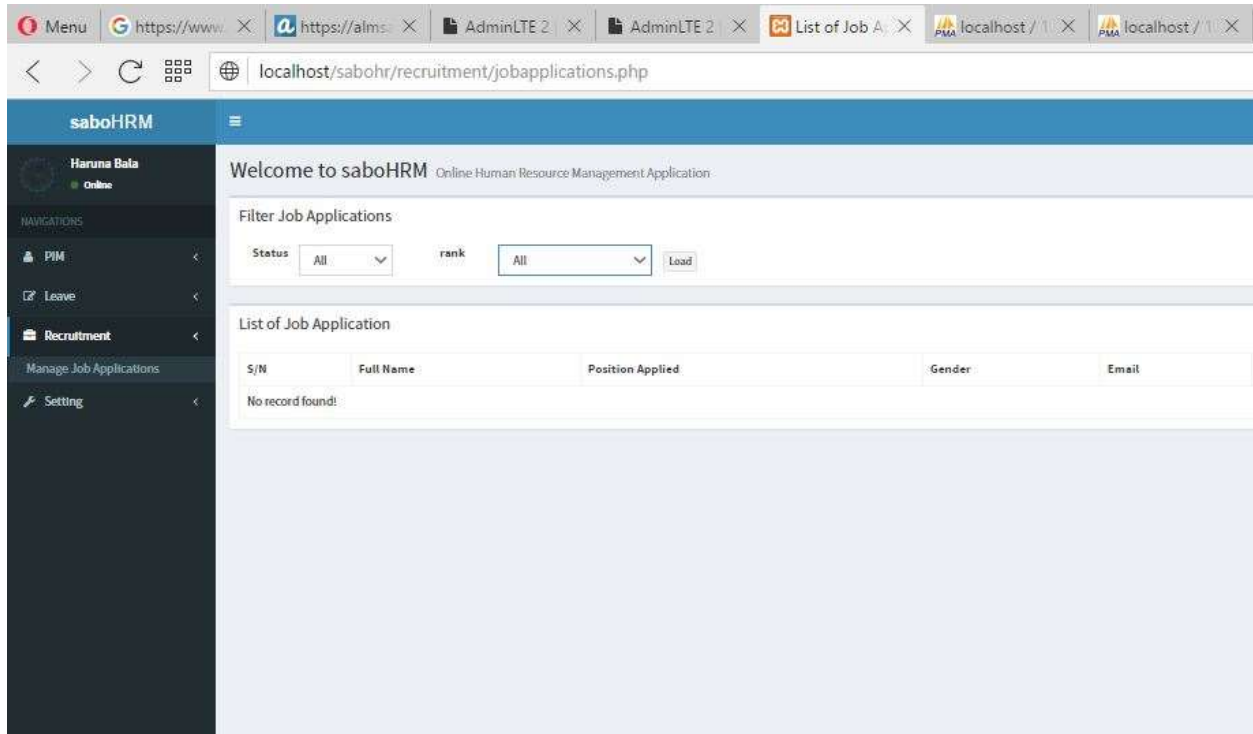 Menu https://www. https://alms. AdminLTE 2 | AdminLTE 2 | List of Job A localhost / 1 localhost / 1
localhost/sabohr/recruitment/jobapplications.php
saboHRM
Haruna Bala
Online
NAVIGATIONS
PIM
Leave
Recruitment
Manage Job Applications
Setting
Welcome to saboHRM Online Human Resource Management Application
Filter Job Applications
Status All rank All Load
List of Job Application
S/N Full Name Position Applied Gender Email
No record found!